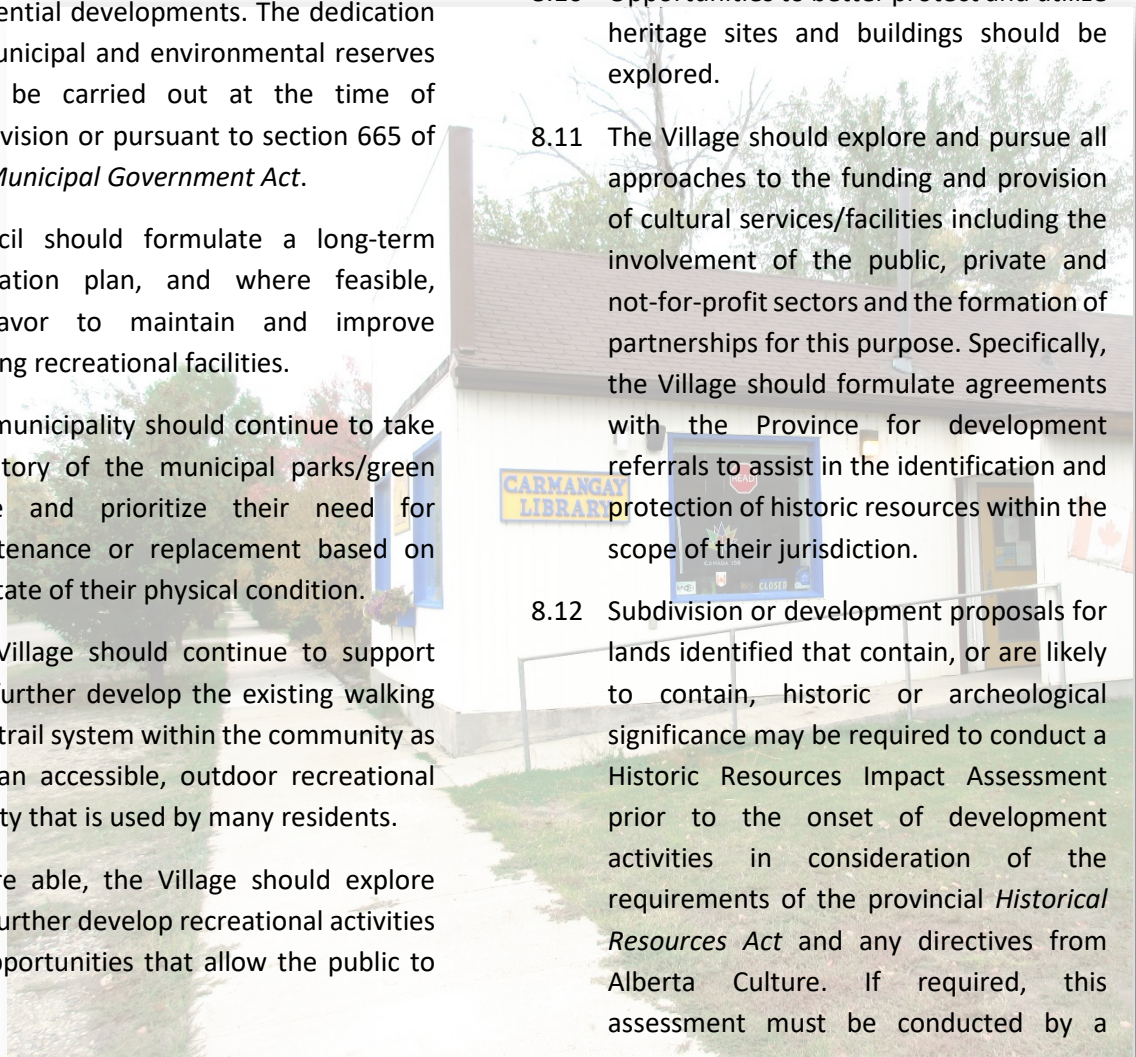 ential developments. The dedication
unicipal and environmental reserves
be carried out at the time of
vision or pursuant to section 665 of
Municipal Government Act.
cil should formulate a long-term
ation plan, and where feasible,
avor to maintain and improve
ng recreational facilities.
municipality should continue to take
tory of the municipal parks/green
e and prioritize their need for
tenance or replacement based on
tate of their physical condition.
Village should continue to support
further develop the existing walking
trail system within the community as
an accessible, outdoor recreational
ty that is used by many residents.
re able, the Village should explore
urther develop recreational activities
pportunities that allow the public to
8.10 Opportunities to better protect and utilize
heritage sites and buildings should be
explored.
8.11 The Village should explore and pursue all
approaches to the funding and provision
of cultural services/facilities including the
involvement of the public, private and
not-for-profit sectors and the formation of
partnerships for this purpose. Specifically,
the Village should formulate agreements
with the Province for development
referrals to assist in the identification and
protection of historic resources within the
scope of their jurisdiction.
8.12 Subdivision or development proposals for
lands identified that contain, or are likely
to contain, historic or archeological
significance may be required to conduct a
Historic Resources Impact Assessment
prior to the onset of development
activities in consideration of the
requirements of the provincial Historical
Resources Act and any directives from
Alberta Culture. If required, this
assessment must be conducted by a
CARMANGAY
LIBRARY
READ
CANADA 150
CLOSED